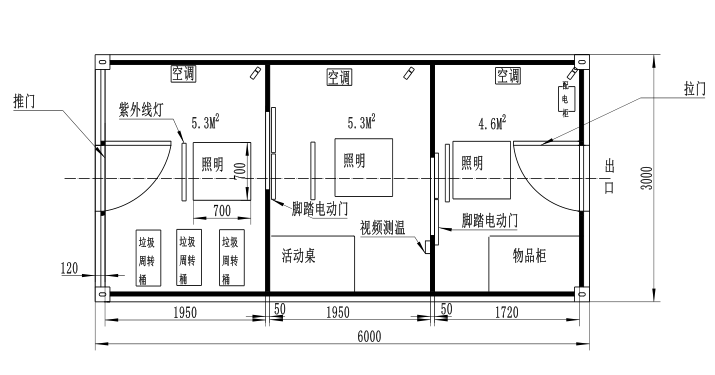 空调
空调
空调
配
电
柜
推门
拉门
紫外线灯
5.3M²
5.3M²
4.6M²
照明
700
照明
照明
出
口
3000
700
脚踏电动门
视频测温
脚踏电动门
垃圾
周转
桶
垃圾
周转
桶
垃圾
周转
桶
活动桌
物品柜
120
1950
50
1950
50
1720
6000